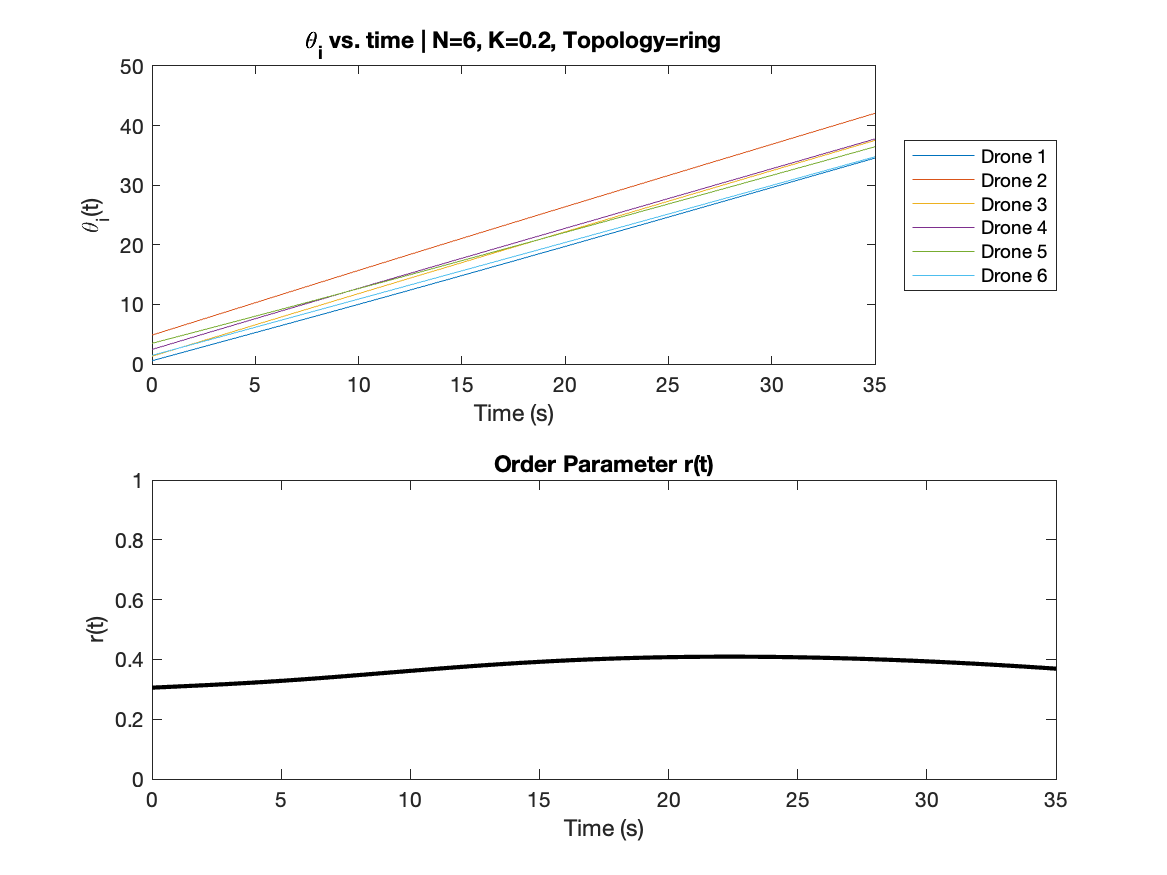 θi vs. time | N=6, K=0.2, Topology=ring
50
40
30
20
10
0
θi(t)
0 5 10 15 20 25 30 35
Time (s)
Drone 1
Drone 2
Drone 3
Drone 4
Drone 5
Drone 6
Order Parameter r(t)
1
0.8
0.6
0.4
0.2
0
r(t)
0 5 10 15 20 25 30 35
Time (s)